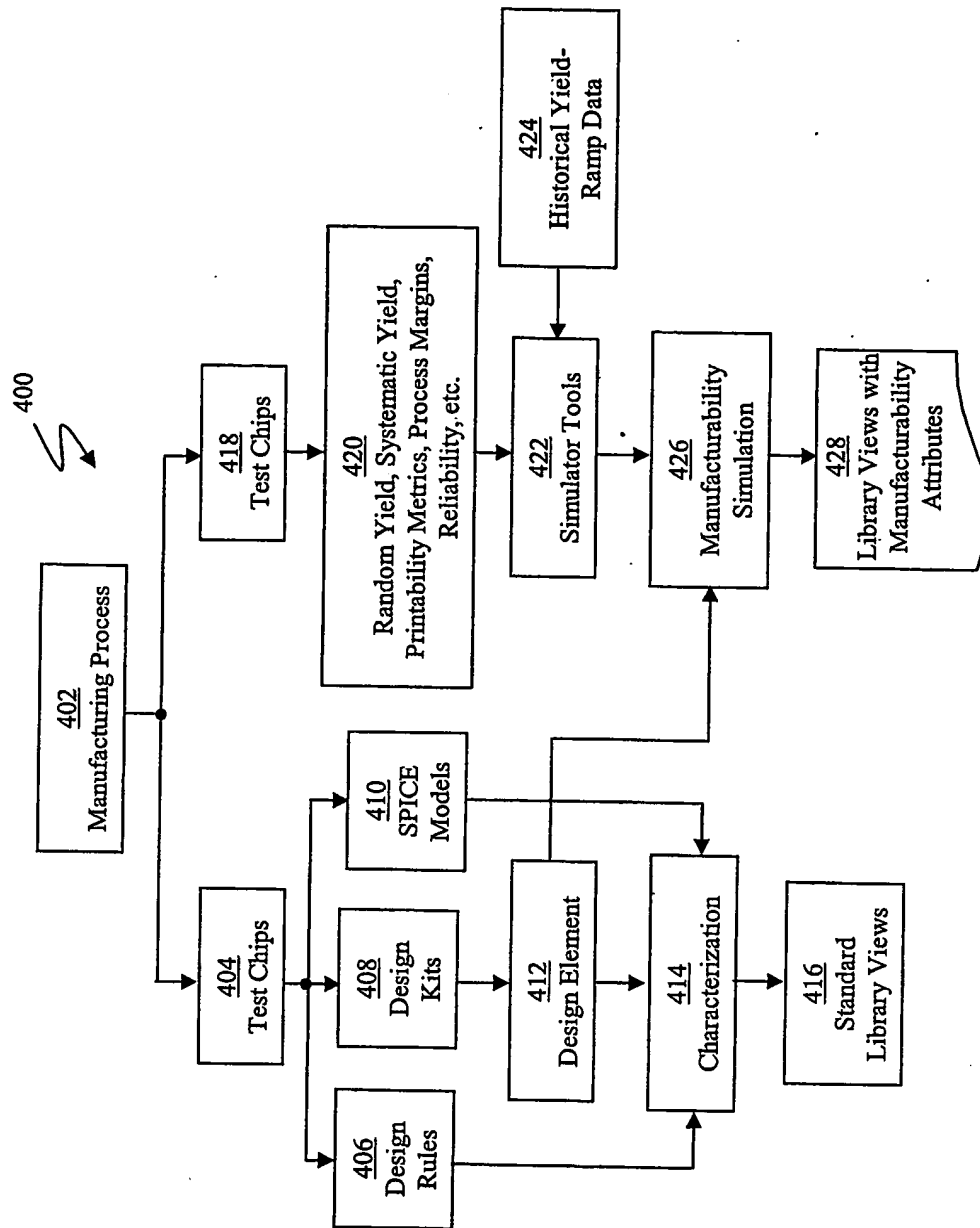 400
402
Manufacturing Process
404
Test Chips
418
Test Chips
406
Design
Rules
408
Design
Kits
410
SPICE
Models
420
Random Yield, Systematic Yield,
Printability Metrics, Process Margins,
Reliability, etc.
412
Design Element
422
Simulator Tools
424
Historical Yield-
Ramp Data
414
Characterization
426
Manufacturability
Simulation
416
Standard
Library Views
428
Library Views with
Manufacturability
Attributes